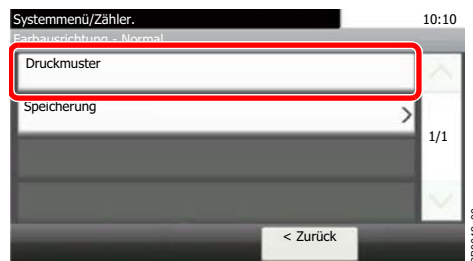 Systemmenü/Zähler. 10:10
Farbausrichtung - Normal
Druckmuster
Speicherung
1/1
< Zurück